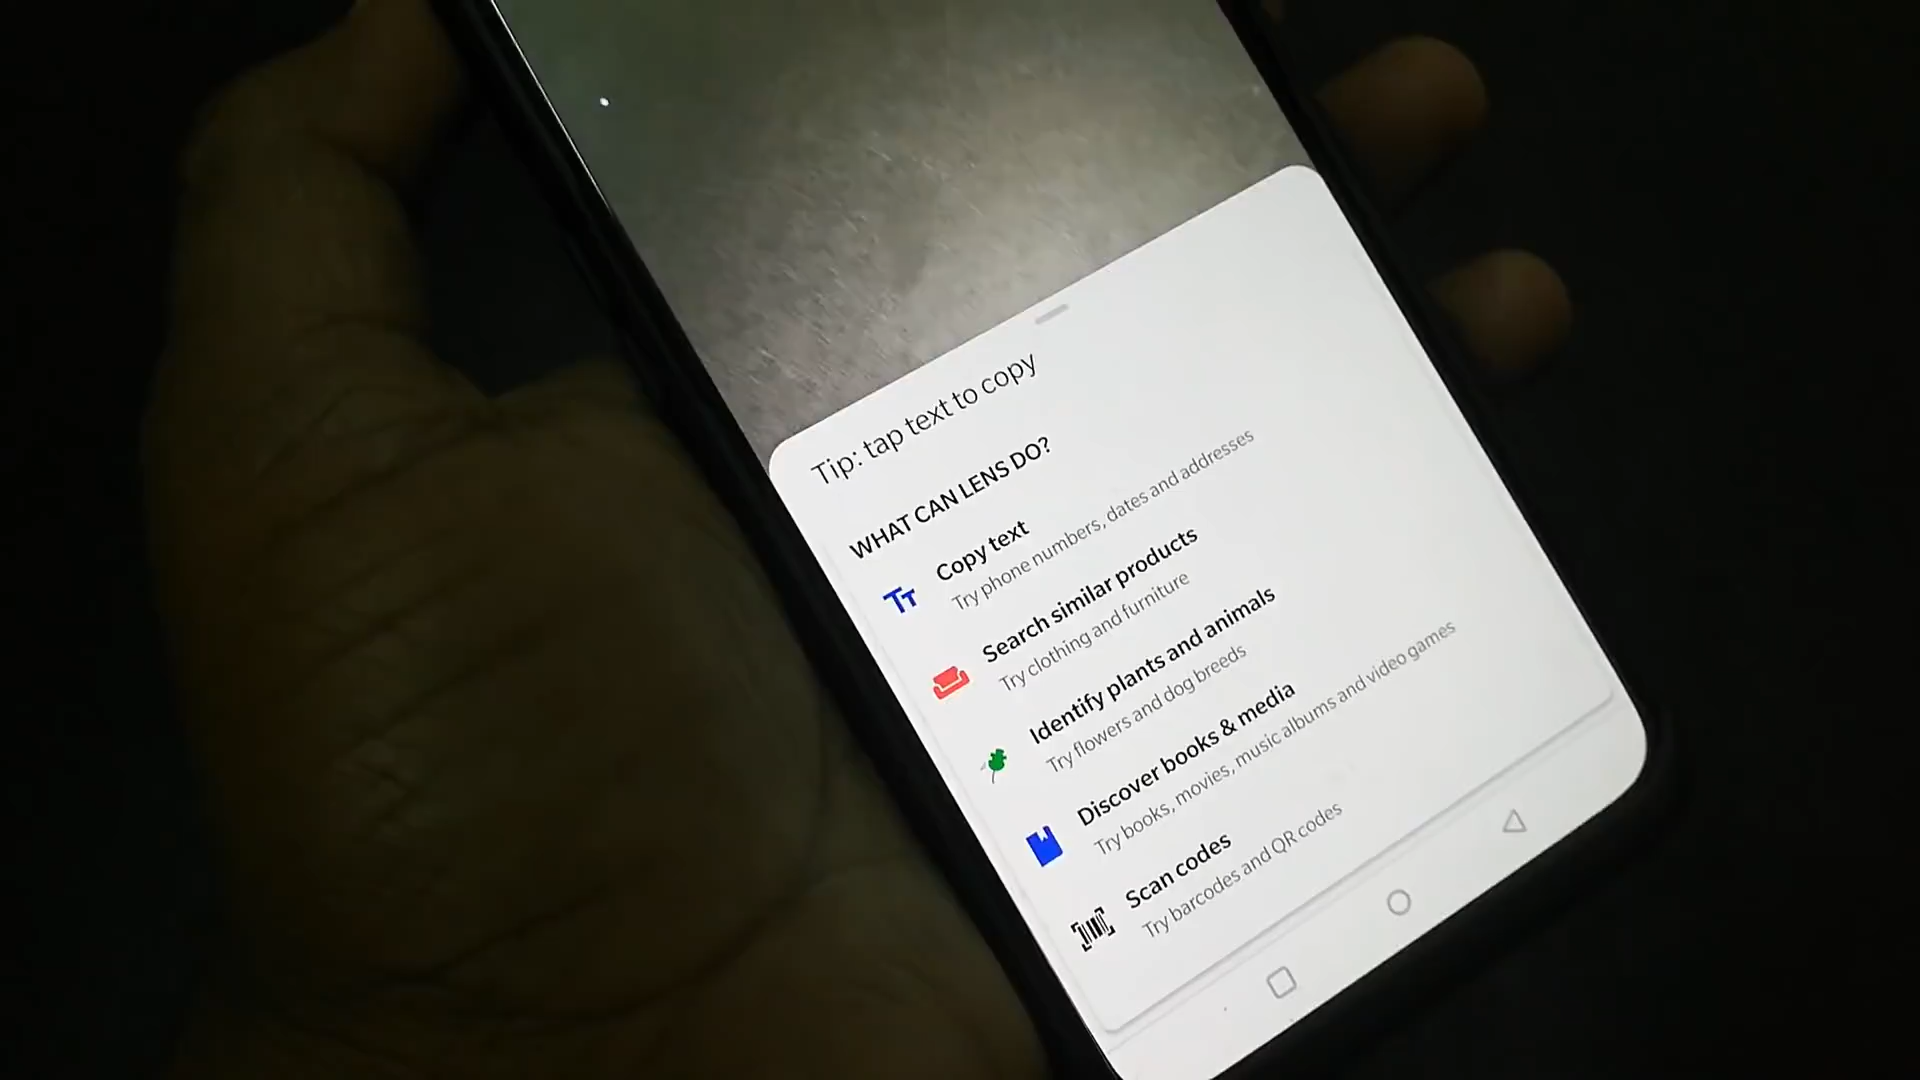 Tip: tap text to copy
WHAT CAN LENS DO?
Copy text
Try phone numbers, dates and addresses
Search similar products
Try clothing and furniture
Identify plants and animals
Try flowers and dog breeds
Discover books & media
Try books, movies, music albums and video games
Scan codes
Try barcodes and QR codes